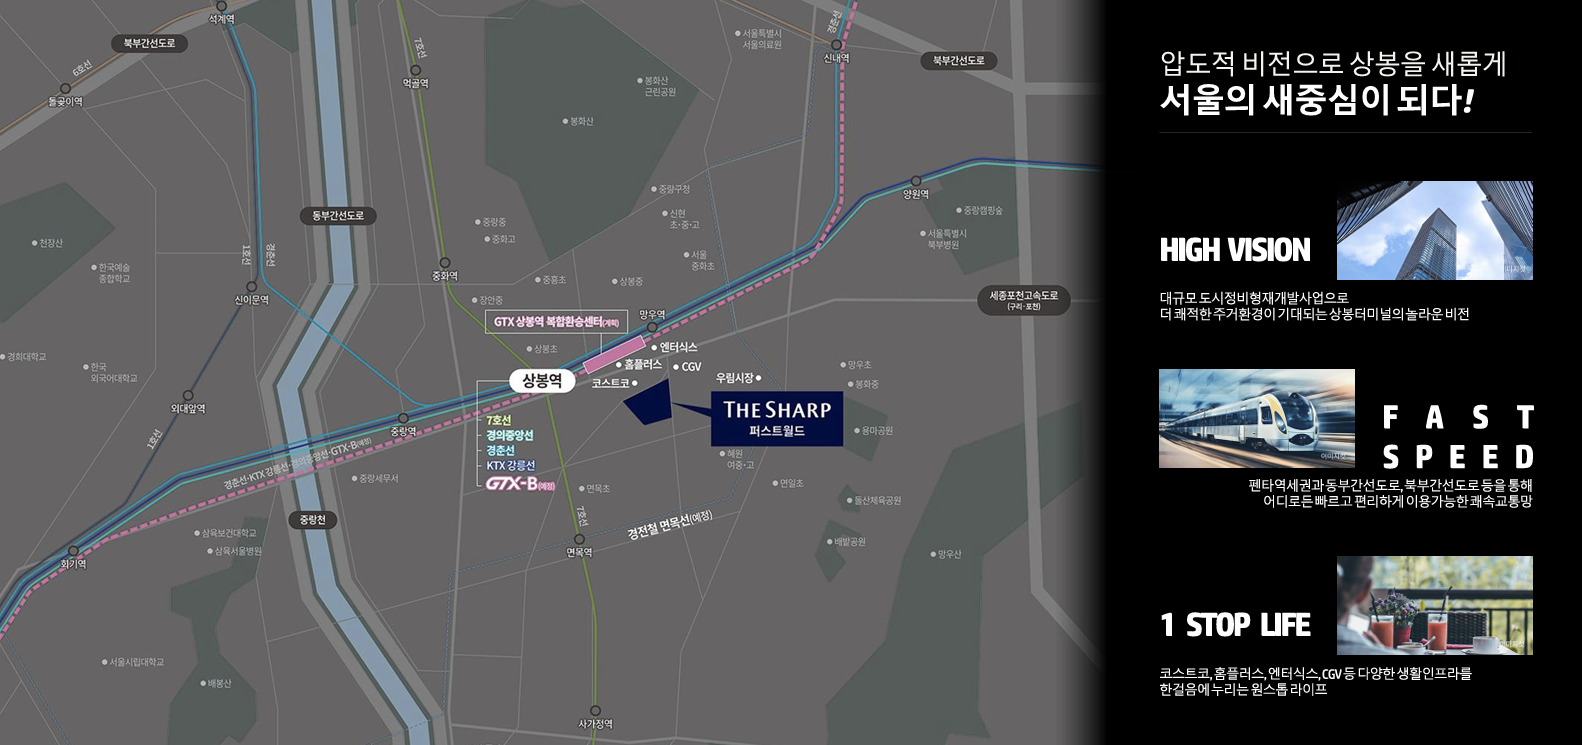 석계역
북부간선도로
6호선
돌곶이역
7호선
먹골역
서울특별시
서울의료원
경춘선
신내역
북부간선도로
봉화산
근린공원
봉화산
중랑구청
양원역
신현
초·중·고
중랑캠핑숲
서울특별시
북부병원
동부간선도로
중랑중
중화고
천장산
한국예술
종합학교
1호선
경춘선
중화역
서울
중화초
중흥초
상봉중
신이문역
장안중
세종포천고속도로
(구리·포천)
망우역
GTX 상봉역 복합환승센터(계획)
경희대학교
한국
외국어대학교
상봉초
엔터식스
홈플러스
CGV
코스트코
우림시장
망우초
봉화중
상봉역
외대앞역
중랑역
1호선
7호선
경의중앙선
경춘선
KTX 강릉선
GTX-B(예정)
THE SHARP
퍼스트월드
용마공원
혜원
여중·고
경춘선·KTX 강릉선·경의중앙선·GTX-B(예정)
중랑세무서
면목초
면일초
용산체육공원
7호선
경전철 면목선(예정)
중랑천
삼육보건대학교
삼육서울병원
회기역
면목역
배밭공원
망우산
서울시립대학교
배봉산
사가정역
압도적 비전으로 상봉을 새롭게
서울의 새중심이 되다!
HIGH VISION
이미지컷
대규모 도시정비형재개발사업으로
더 쾌적한 주거환경이 기대되는 상봉터미널의 놀라운 비전
이미지컷
FAST
SPEED
펜타역세권과 동부간선도로, 북부간선도로 등을 통해
어디로든 빠르고 편리하게 이용가능한 쾌속교통망
1 STOP LIFE
이미지컷
코스트코, 홈플러스, 엔터식스, CGV 등 다양한 생활인프라를
한걸음에 누리는 원스톱 라이프